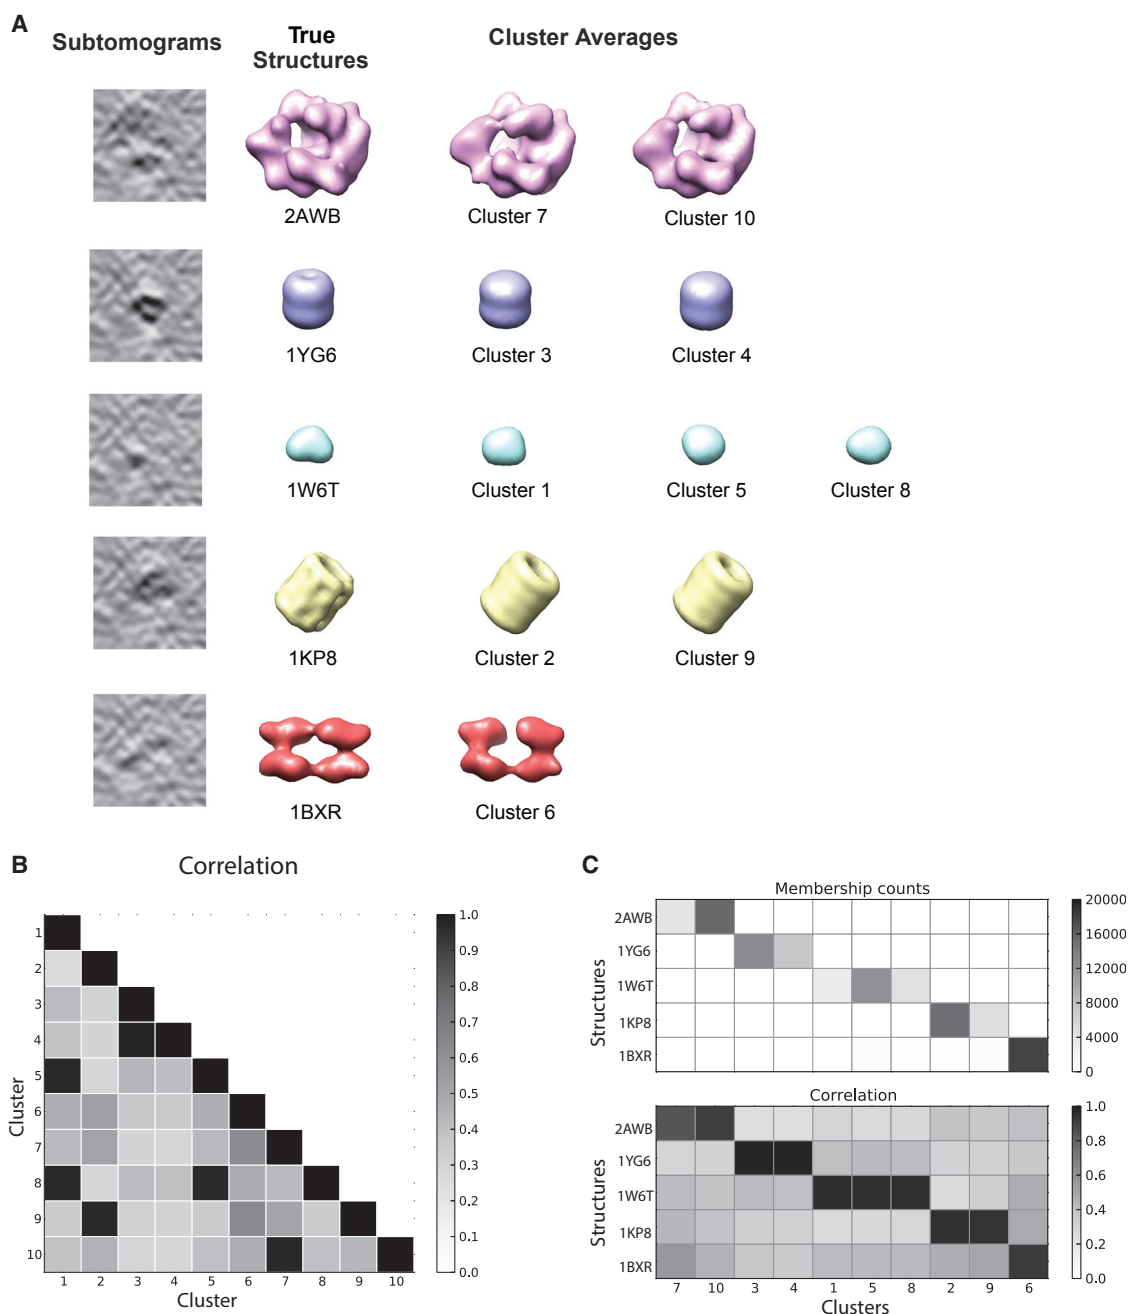 A
Subtomograms
True
Structures
Cluster Averages
2AWB
Cluster 7
Cluster 10
1YG6
Cluster 3
Cluster 4
1W6T
Cluster 1
Cluster 5
Cluster 8
1KP8
Cluster 2
Cluster 9
1BXR
Cluster 6
B
Correlation
1
2
3
4
5
6
7
8
9
10
Cluster
1 2 3 4 5 6 7 8 9 10
Cluster
1.0
0.9
0.8
0.7
0.6
0.5
0.4
0.3
0.2
0.1
0.0
C
Membership counts
2AWB
1YG6
1W6T
1KP8
1BXR
Structures
20000
16000
12000
8000
4000
0
Correlation
2AWB
1YG6
1W6T
1KP8
1BXR
Structures
1.0
0.8
0.6
0.4
0.2
0.0
7 10 3 4 1 5 8 2 9 6
Clusters